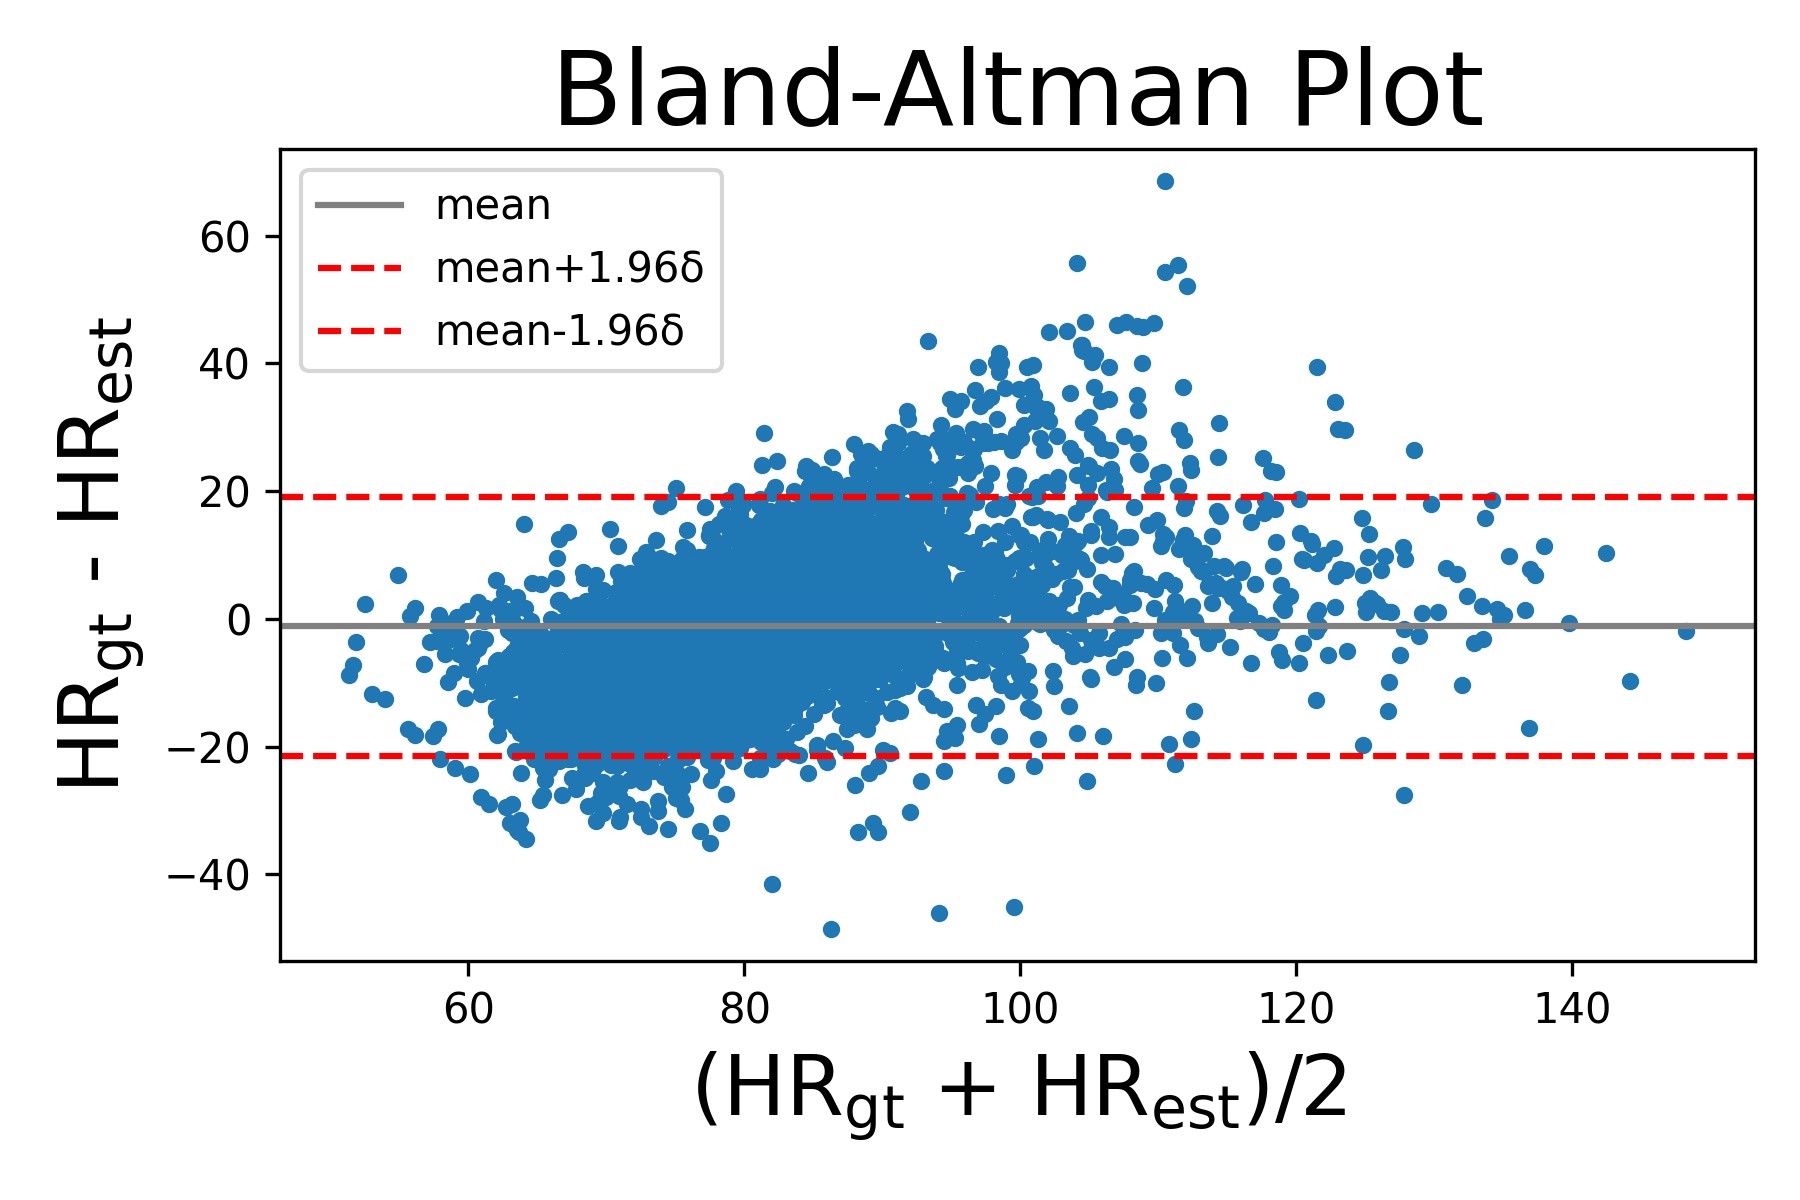 Bland-Altman Plot
mean
mean+1.96δ
mean-1.96δ
HRgt - HRest
60
40
20
0
−20
−40
60
80
100
120
140
(HRgt + HRest)/2